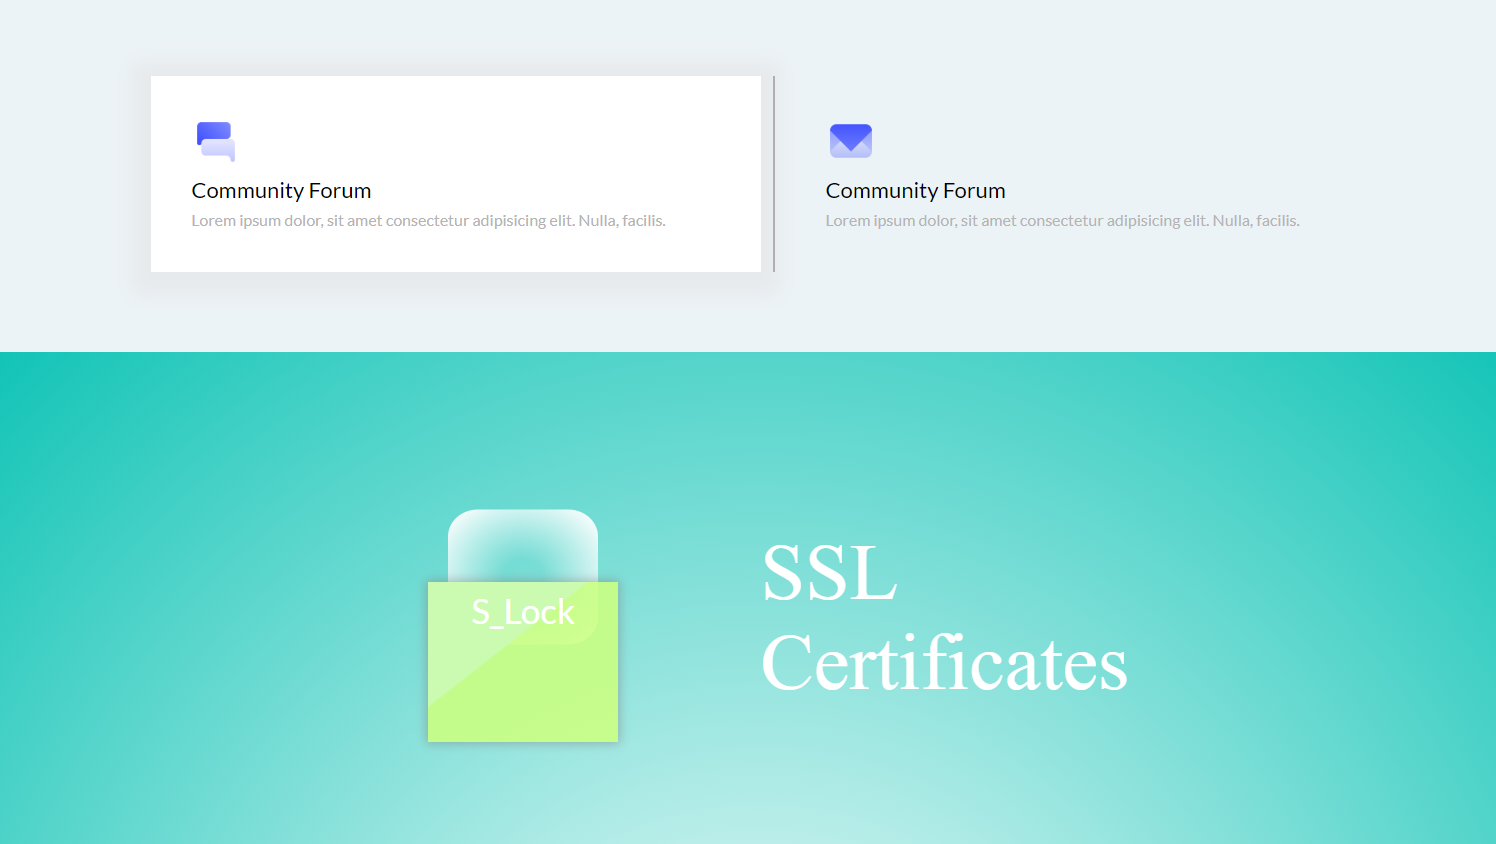 Community Forum
Lorem ipsum dolor, sit amet consectetur adipisicing elit. Nulla, facilis.
Community Forum
Lorem ipsum dolor, sit amet consectetur adipisicing elit. Nulla, facilis.
S_Lock
SSL
Certificates